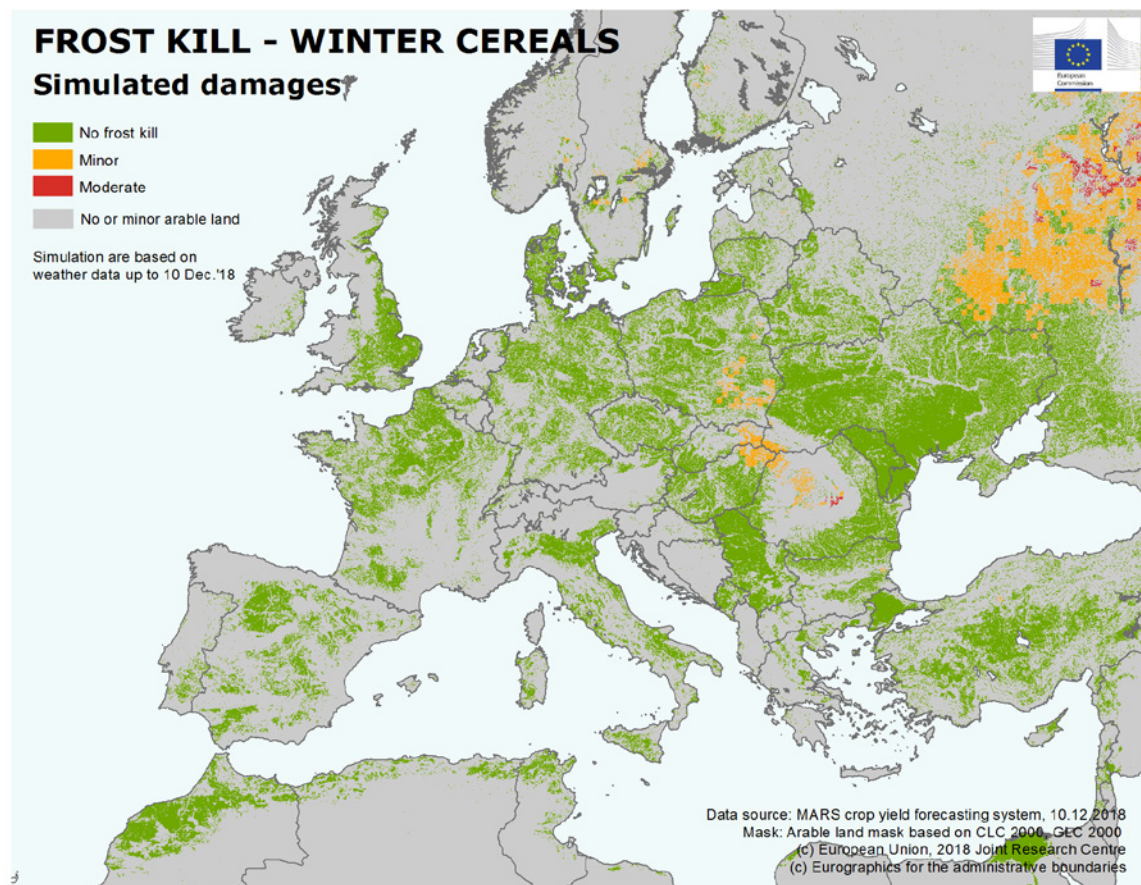 FROST KILL - WINTER CEREALS
Simulated damages
No frost kill
Minor
Moderate
No or minor arable land
Simulation are based on
weather data up to 10 Dec.'18
European
Commission
Data source: MARS crop yield forecasting system, 10.12.2018
Mask: Arable land mask based on CLC 2000, GLC 2000
(c) European Union, 2018 Joint Research Centre
(c) Eurographics for the administrative boundaries